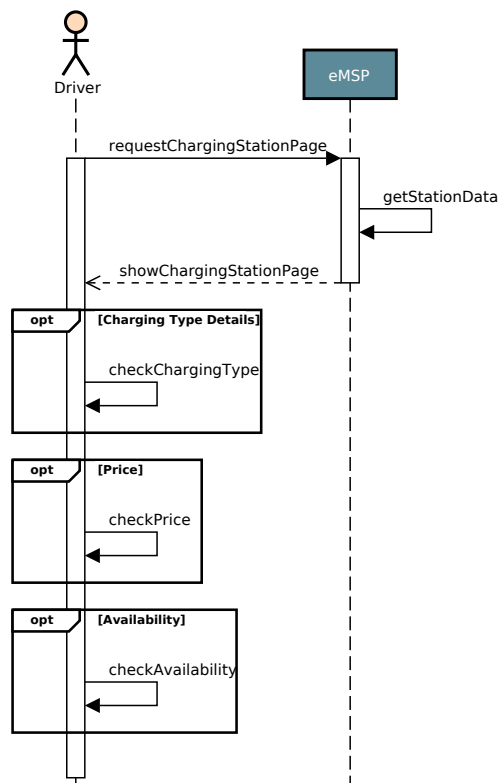 Driver
eMSP
requestChargingStationPage
getStationData
showChargingStationPage
opt [Charging Type Details]
checkChargingType
opt [Price]
checkPrice
opt [Availability]
checkAvailability